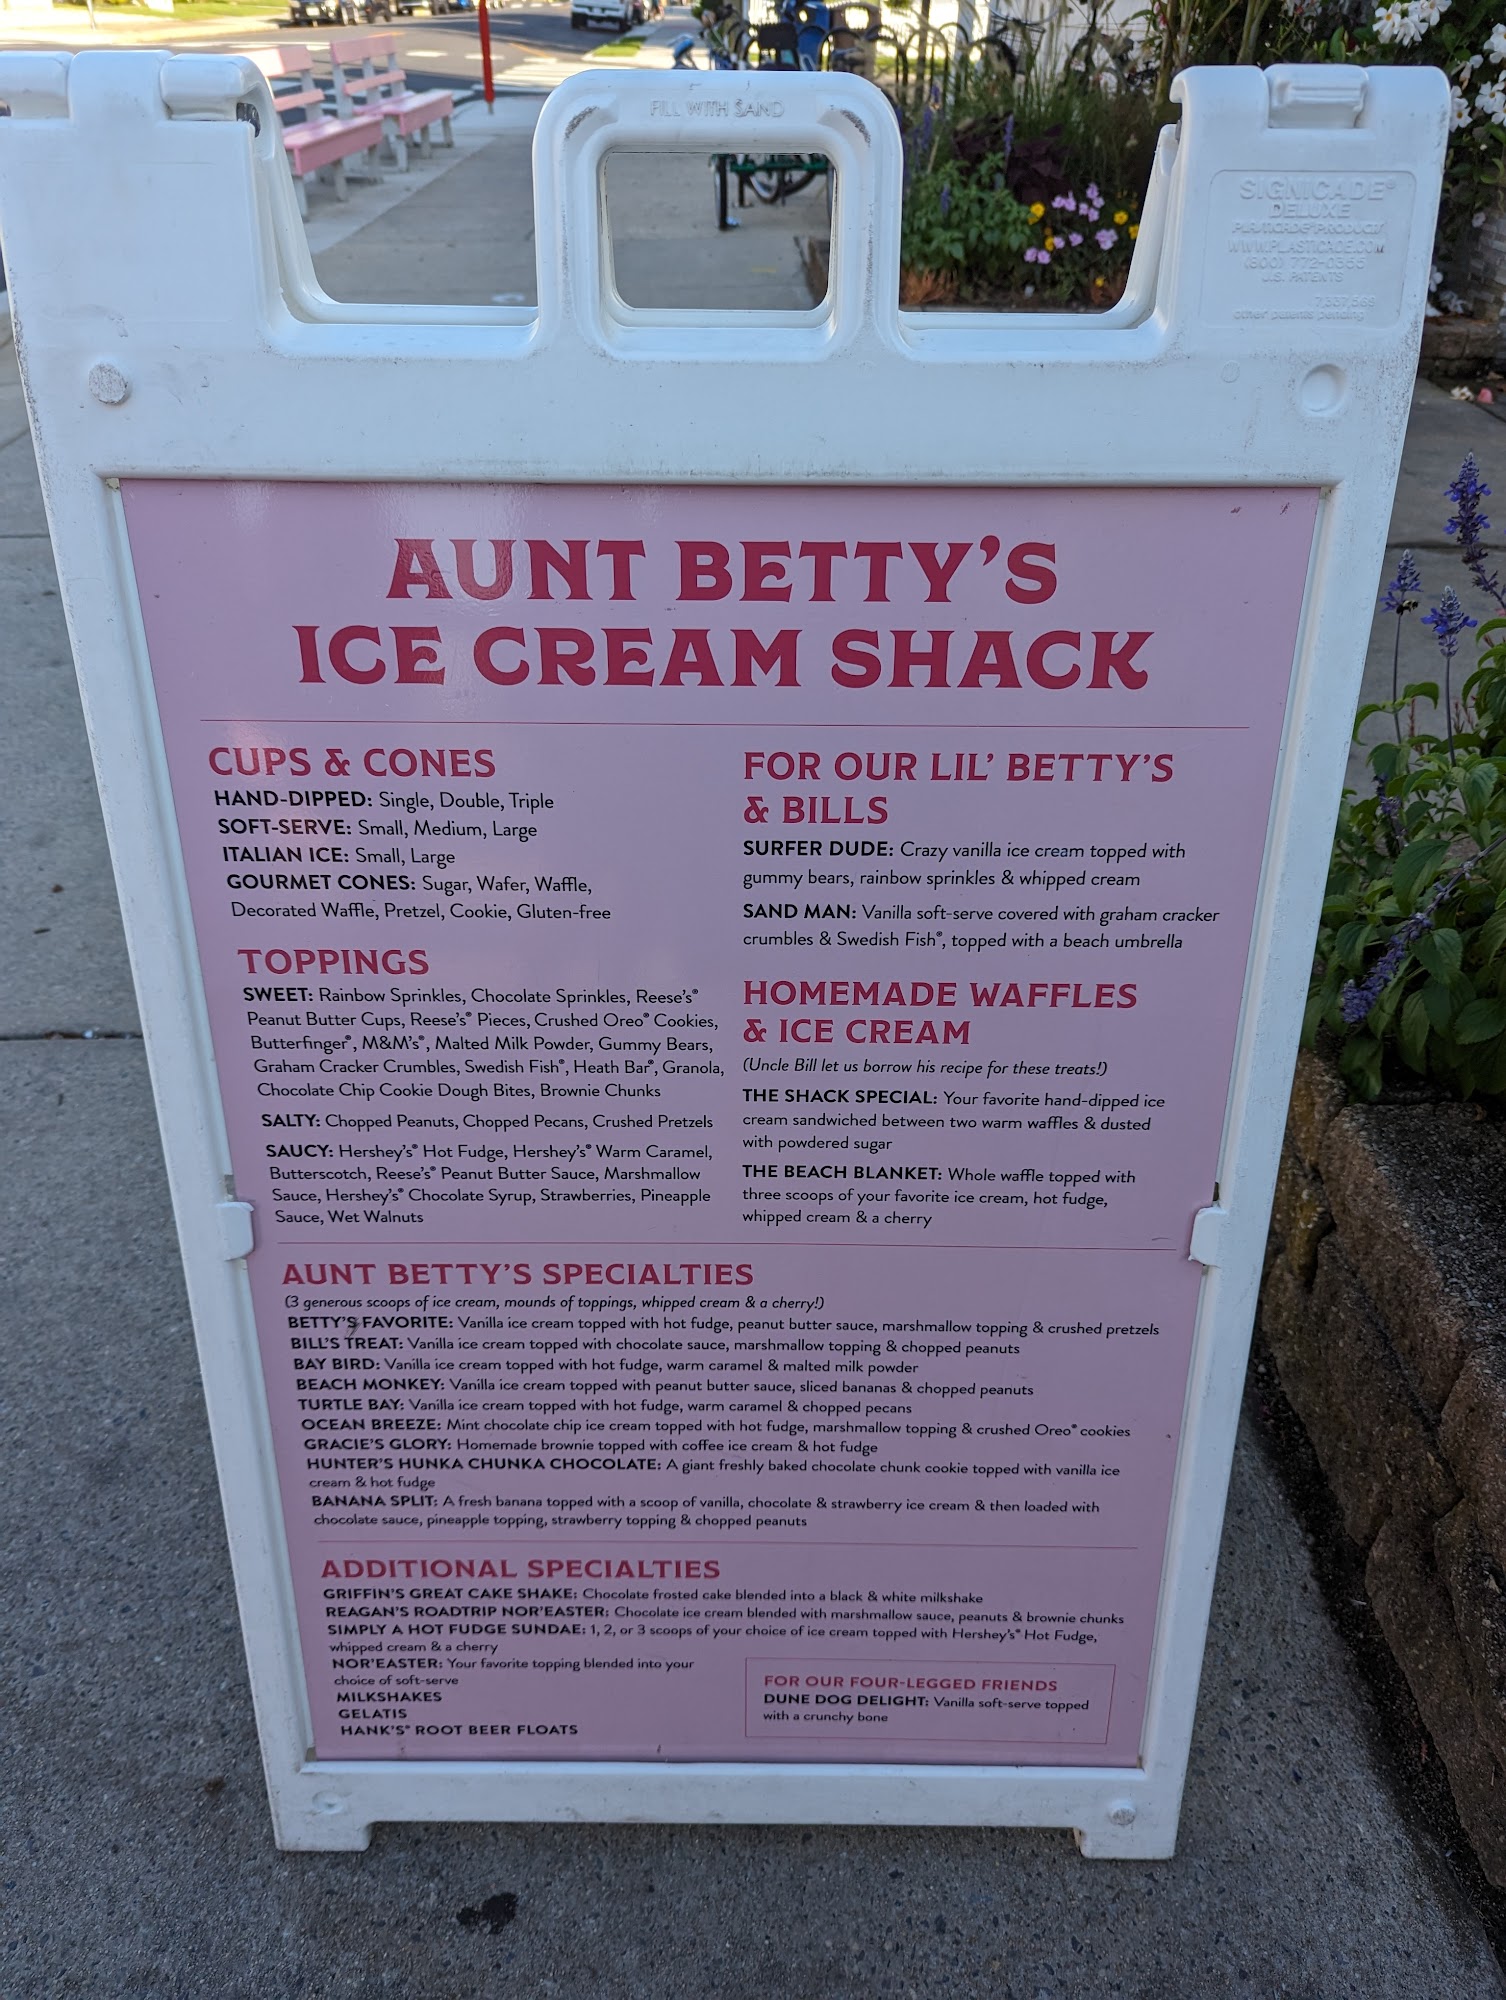 FILL WITH SAND
SIGNICADE®
DELUXE
PLASTICADE® PRODUCTS
WWW.PLASTICADE.COM
(800) 772-0355
U.S. PATENTS
7,337,569
other patents pending
AUNT BETTY'S
ICE CREAM SHACK
CUPS & CONES
HAND-DIPPED: Single, Double, Triple
SOFT-SERVE: Small, Medium, Large
ITALIAN ICE: Small, Large
GOURMET CONES: Sugar, Wafer, Waffle,
Decorated Waffle, Pretzel, Cookie, Gluten-free
TOPPINGS
SWEET: Rainbow Sprinkles, Chocolate Sprinkles, Reese's®
Peanut Butter Cups, Reese's® Pieces, Crushed Oreo® Cookies,
Butterfinger®, M&M's®, Malted Milk Powder, Gummy Bears,
Graham Cracker Crumbles, Swedish Fish®, Heath Bar®, Granola,
Chocolate Chip Cookie Dough Bites, Brownie Chunks
SALTY: Chopped Peanuts, Chopped Pecans, Crushed Pretzels
SAUCY: Hershey's® Hot Fudge, Hershey's® Warm Caramel,
Butterscotch, Reese's® Peanut Butter Sauce, Marshmallow
Sauce, Hershey's® Chocolate Syrup, Strawberries, Pineapple
Sauce, Wet Walnuts
FOR OUR LIL' BETTY'S
& BILLS
SURFER DUDE: Crazy vanilla ice cream topped with
gummy bears, rainbow sprinkles & whipped cream
SAND MAN: Vanilla soft-serve covered with graham cracker
crumbles & Swedish Fish®, topped with a beach umbrella
HOMEMADE WAFFLES
& ICE CREAM
(Uncle Bill let us borrow his recipe for these treats!)
THE SHACK SPECIAL: Your favorite hand-dipped ice
cream sandwiched between two warm waffles & dusted
with powdered sugar
THE BEACH BLANKET: Whole waffle topped with
three scoops of your favorite ice cream, hot fudge,
whipped cream & a cherry
AUNT BETTY'S SPECIALTIES
(3 generous scoops of ice cream, mounds of toppings, whipped cream & a cherry!)
BETTY'S FAVORITE: Vanilla ice cream topped with hot fudge, peanut butter sauce, marshmallow topping & crushed pretzels
BILL'S TREAT: Vanilla ice cream topped with chocolate sauce, marshmallow topping & chopped peanuts
BAY BIRD: Vanilla ice cream topped with hot fudge, warm caramel & malted milk powder
BEACH MONKEY: Vanilla ice cream topped with peanut butter sauce, sliced bananas & chopped peanuts
TURTLE BAY: Vanilla ice cream topped with hot fudge, warm caramel & chopped pecans
OCEAN BREEZE: Mint chocolate chip ice cream topped with hot fudge, marshmallow topping & crushed Oreo® cookies
GRACIE'S GLORY: Homemade brownie topped with coffee ice cream & hot fudge
HUNTER'S HUNKA CHUNKA CHOCOLATE: A giant freshly baked chocolate chunk cookie topped with vanilla ice
cream & hot fudge
BANANA SPLIT: A fresh banana topped with a scoop of vanilla, chocolate & strawberry ice cream & then loaded with
chocolate sauce, pineapple topping, strawberry topping & chopped peanuts
ADDITIONAL SPECIALTIES
GRIFFIN'S GREAT CAKE SHAKE: Chocolate frosted cake blended into a black & white milkshake
REAGAN'S ROADTRIP NOR'EASTER: Chocolate ice cream blended with marshmallow sauce, peanuts & brownie chunks
SIMPLY A HOT FUDGE SUNDAE: 1, 2, or 3 scoops of your choice of ice cream topped with Hershey's® Hot Fudge,
whipped cream & a cherry
NOR'EASTER: Your favorite topping blended into your
choice of soft-serve
MILKSHAKES
GELATIS
HANK'S® ROOT BEER FLOATS
FOR OUR FOUR-LEGGED FRIENDS
DUNE DOG DELIGHT: Vanilla soft-serve topped
with a crunchy bone